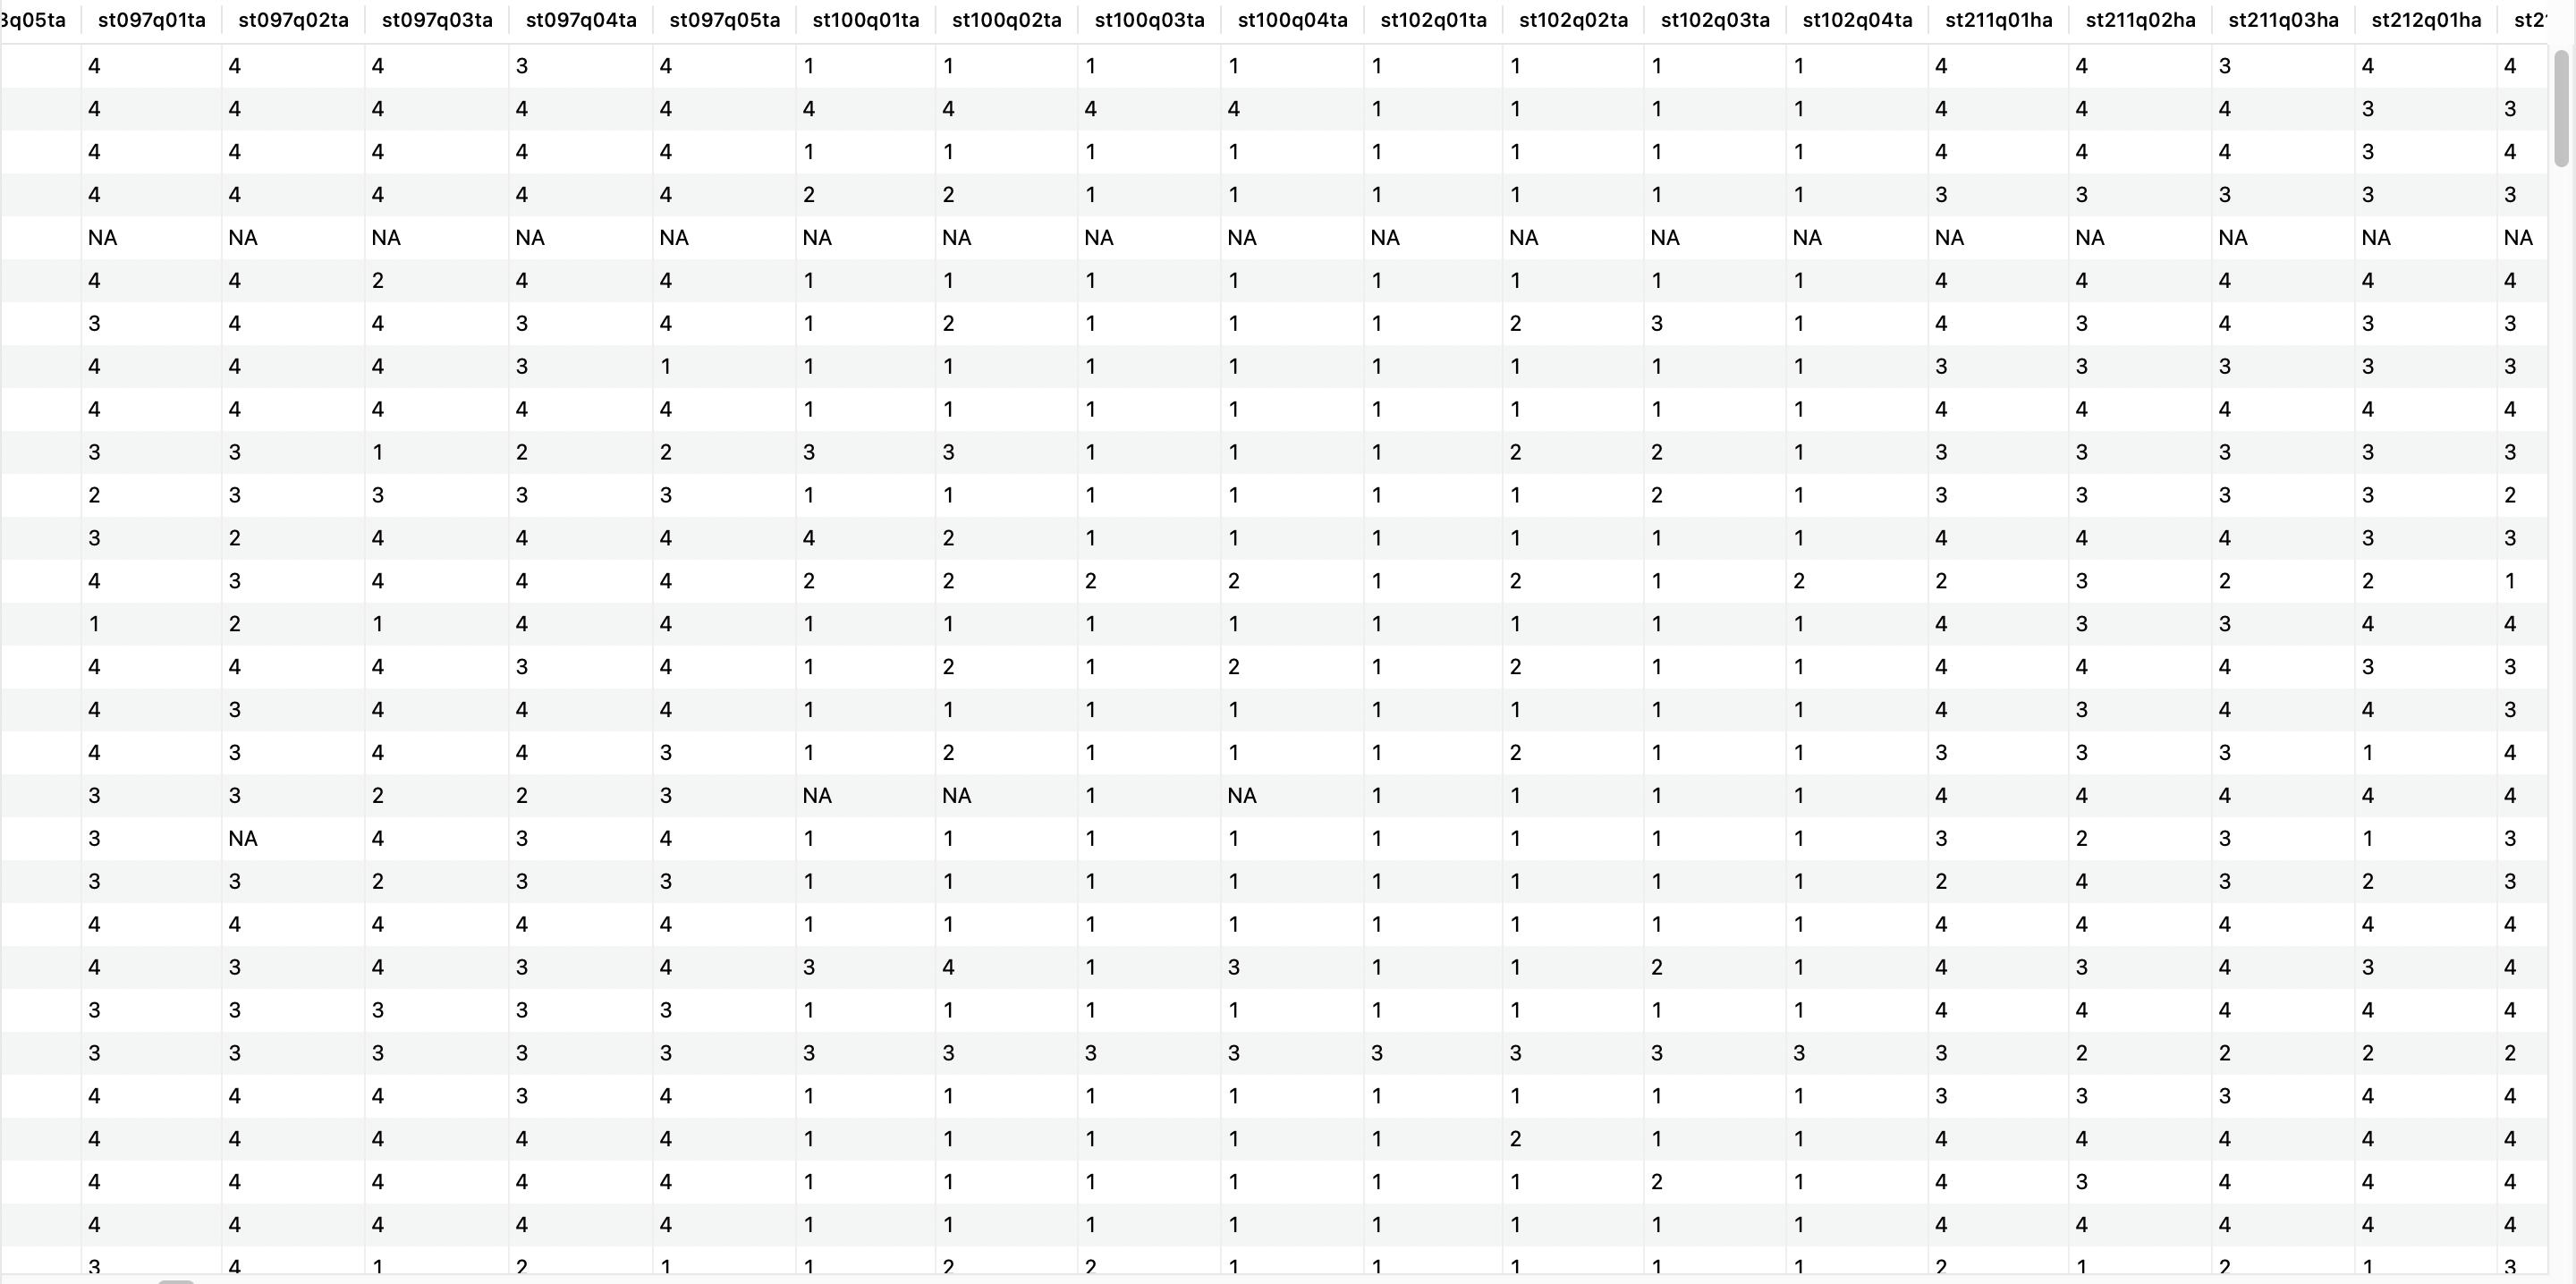 3q05ta st097q01ta st097q02ta st097q03ta st097q04ta st097q05ta st100q01ta st100q02ta st100q03ta st100q04ta st102q01ta st102q02ta st102q03ta st102q04ta st211q01ha st211q02ha st211q03ha st212q01ha st21
4 4 4 3 4 1 1 1 1 1 1 1 1 4 4 3 4 4
4 4 4 4 4 4 4 4 4 1 1 1 1 4 4 4 3 3
4 4 4 4 4 1 1 1 1 1 1 1 1 4 4 4 3 4
4 4 4 4 4 2 2 1 1 1 1 1 1 3 3 3 3 3
NA NA NA NA NA NA NA NA NA NA NA NA NA NA NA NA NA NA
4 4 2 4 4 1 1 1 1 1 1 1 1 4 4 4 4 4
3 4 4 3 4 1 2 1 1 1 2 3 1 4 3 4 3 3
4 4 4 3 1 1 1 1 1 1 1 1 1 3 3 3 3 3
4 4 4 4 4 1 1 1 1 1 1 1 1 4 4 4 4 4
3 3 1 2 2 3 3 1 1 1 2 2 1 3 3 3 3 3
2 3 3 3 3 1 1 1 1 1 1 2 1 3 3 3 3 2
3 2 4 4 4 4 2 1 1 1 1 1 1 4 4 4 3 3
4 3 4 4 4 2 2 2 2 1 2 1 2 2 3 2 2 1
1 2 1 4 4 1 1 1 1 1 1 1 1 4 3 3 4 4
4 4 4 3 4 1 2 1 2 1 2 1 1 4 4 4 3 3
4 3 4 4 4 1 1 1 1 1 1 1 1 4 3 4 4 3
4 3 4 4 3 1 2 1 1 1 2 1 1 3 3 3 1 4
3 3 2 2 3 NA NA 1 NA 1 1 1 1 4 4 4 4 4
3 NA 4 3 4 1 1 1 1 1 1 1 1 3 2 3 1 3
3 3 2 3 3 1 1 1 1 1 1 1 1 2 4 3 2 3
4 4 4 4 4 1 1 1 1 1 1 1 1 4 4 4 4 4
4 3 4 3 4 3 4 1 3 1 1 2 1 4 3 4 3 4
3 3 3 3 3 1 1 1 1 1 1 1 1 4 4 4 4 4
3 3 3 3 3 3 3 3 3 3 3 3 3 3 2 2 2 2
4 4 4 3 4 1 1 1 1 1 1 1 1 3 3 3 4 4
4 4 4 4 4 1 1 1 1 1 2 1 1 4 4 4 4 4
4 4 4 4 4 1 1 1 1 1 1 2 1 4 3 4 4 4
4 4 4 4 4 1 1 1 1 1 1 1 1 4 4 4 4 4
3 4 1 2 1 1 2 2 1 1 1 1 1 2 1 2 1 3